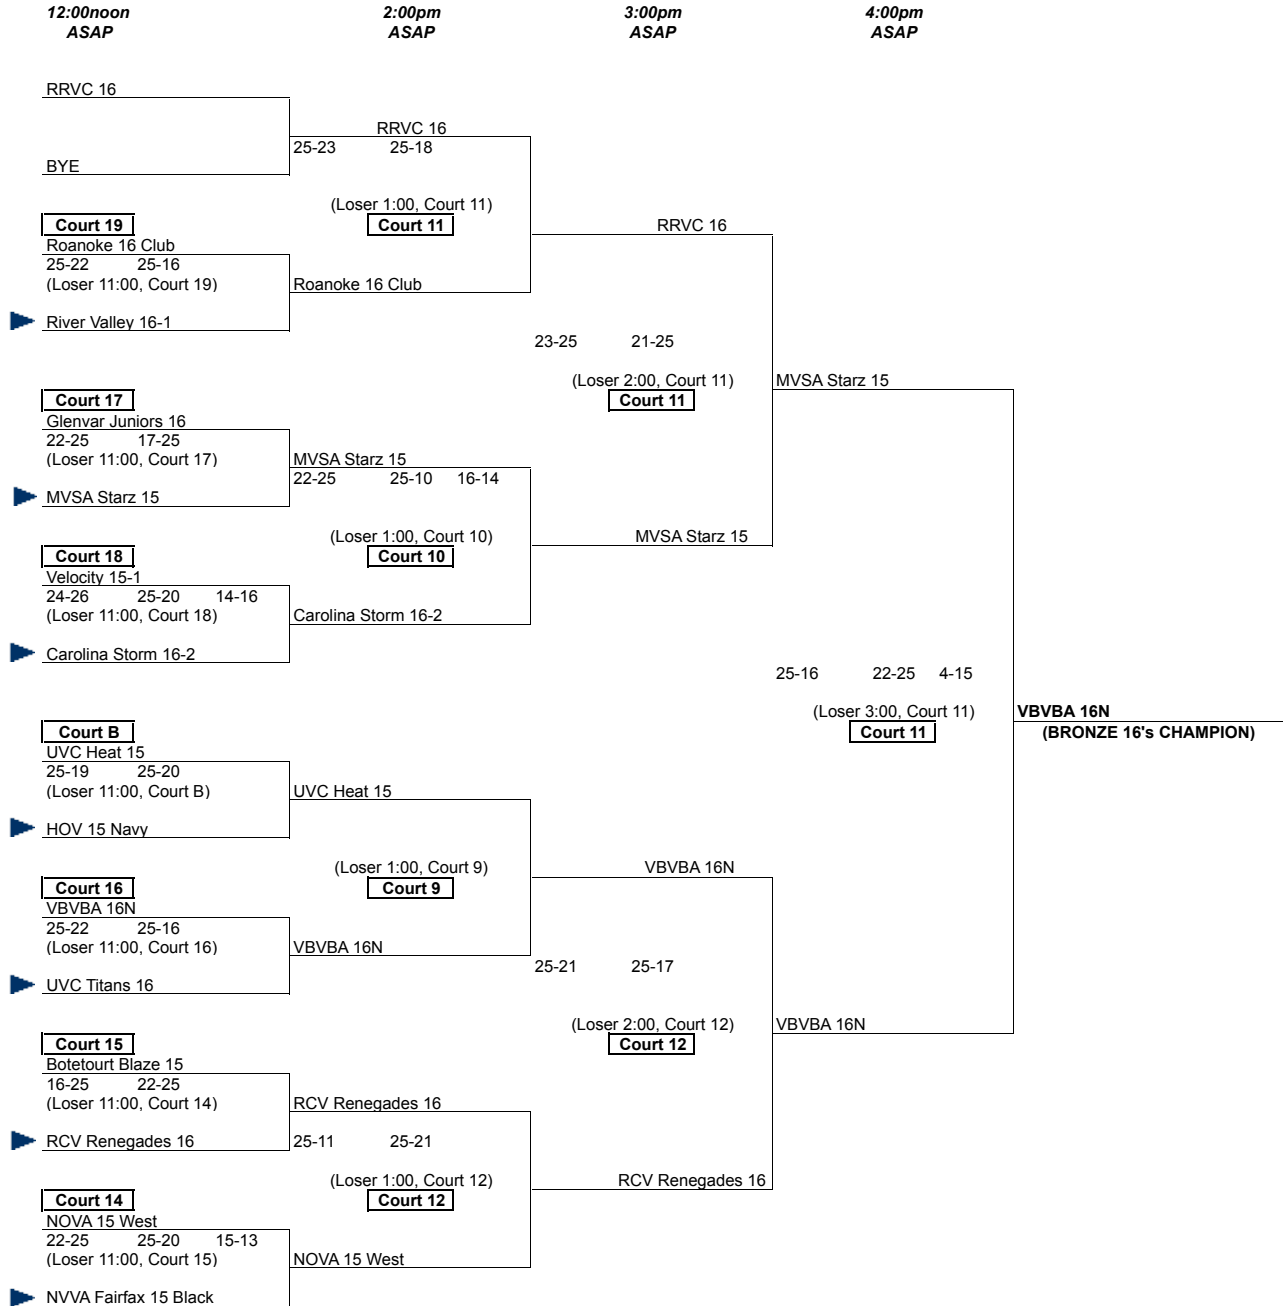 12:00noon 2:00pm 3:00pm 4:00pm
ASAP ASAP ASAP ASAP
RRVC 16
RRVC 16
25-23 25-18
BYE
(Loser 1:00, Court 11)
Court 19 Court 11 RRVC 16
Roanoke 16 Club
25-22 25-16
(Loser 11:00, Court 19) Roanoke 16 Club
River Valley 16-1
23-25 21-25
(Loser 2:00, Court 11) MVSA Starz 15
Court 17 Court 11
Glenvar Juniors 16
22-25 17-25
(Loser 11:00, Court 17) MVSA Starz 15
22-25 25-10 16-14
MVSA Starz 15
(Loser 1:00, Court 10) MVSA Starz 15
Court 18 Court 10
Velocity 15-1
24-26 25-20 14-16
(Loser 11:00, Court 18) Carolina Storm 16-2
Carolina Storm 16-2
25-16 22-25 4-15
(Loser 3:00, Court 11) VBVBA 16N
Court B Court 11 (BRONZE 16's CHAMPION)
UVC Heat 15
25-19 25-20
(Loser 11:00, Court B) UVC Heat 15
HOV 15 Navy
(Loser 1:00, Court 9) VBVBA 16N
Court 16 Court 9
VBVBA 16N
25-22 25-16
(Loser 11:00, Court 16) VBVBA 16N
25-21 25-17
UVC Titans 16
(Loser 2:00, Court 12) VBVBA 16N
Court 15 Court 12
Botetourt Blaze 15
16-25 22-25
(Loser 11:00, Court 14) RCV Renegades 16
RCV Renegades 16 25-11 25-21
(Loser 1:00, Court 12) RCV Renegades 16
Court 14 Court 12
NOVA 15 West
22-25 25-20 15-13
(Loser 11:00, Court 15) NOVA 15 West
NVVA Fairfax 15 Black